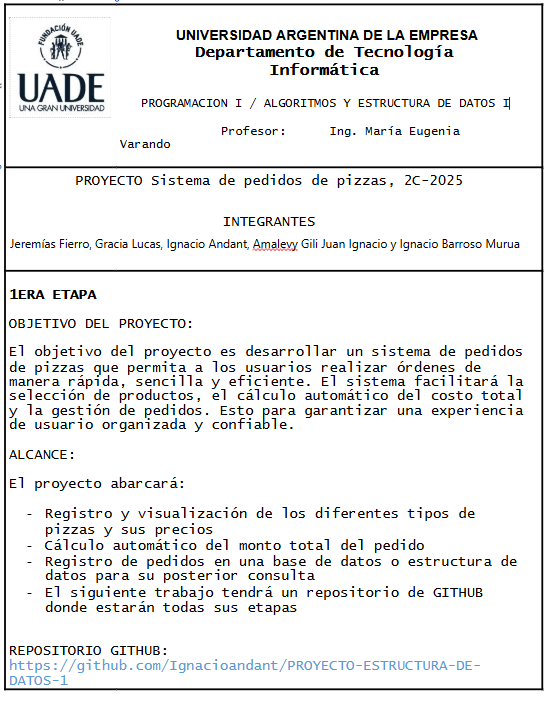 FUNDACIÓN UADE
UADE
UNA GRAN UNIVERSIDAD
UNIVERSIDAD ARGENTINA DE LA EMPRESA
Departamento de Tecnología
Informática
PROGRAMACION I / ALGORITMOS Y ESTRUCTURA DE DATOS I
Profesor: Ing. María Eugenia
Varando
PROYECTO Sistema de pedidos de pizzas, 2C-2025
INTEGRANTES
Jeremías Fierro, Gracia Lucas, Ignacio Andant, Amalevy Gili Juan Ignacio y Ignacio Barroso Murua
1ERA ETAPA
OBJETIVO DEL PROYECTO:
El objetivo del proyecto es desarrollar un sistema de pedidos
de pizzas que permita a los usuarios realizar órdenes de
manera rápida, sencilla y eficiente. El sistema facilitará la
selección de productos, el cálculo automático del costo total
y la gestión de pedidos. Esto para garantizar una experiencia
de usuario organizada y confiable.
ALCANCE:
El proyecto abarcará:
- Registro y visualización de los diferentes tipos de
pizzas y sus precios
- Cálculo automático del monto total del pedido
- Registro de pedidos en una base de datos o estructura de
datos para su posterior consulta
- El siguiente trabajo tendrá un repositorio de GITHUB
donde estarán todas sus etapas
REPOSITORIO GITHUB:
https://github.com/Ignacioandant/PROYECTO-ESTRUCTURA-DE-
DATOS-1